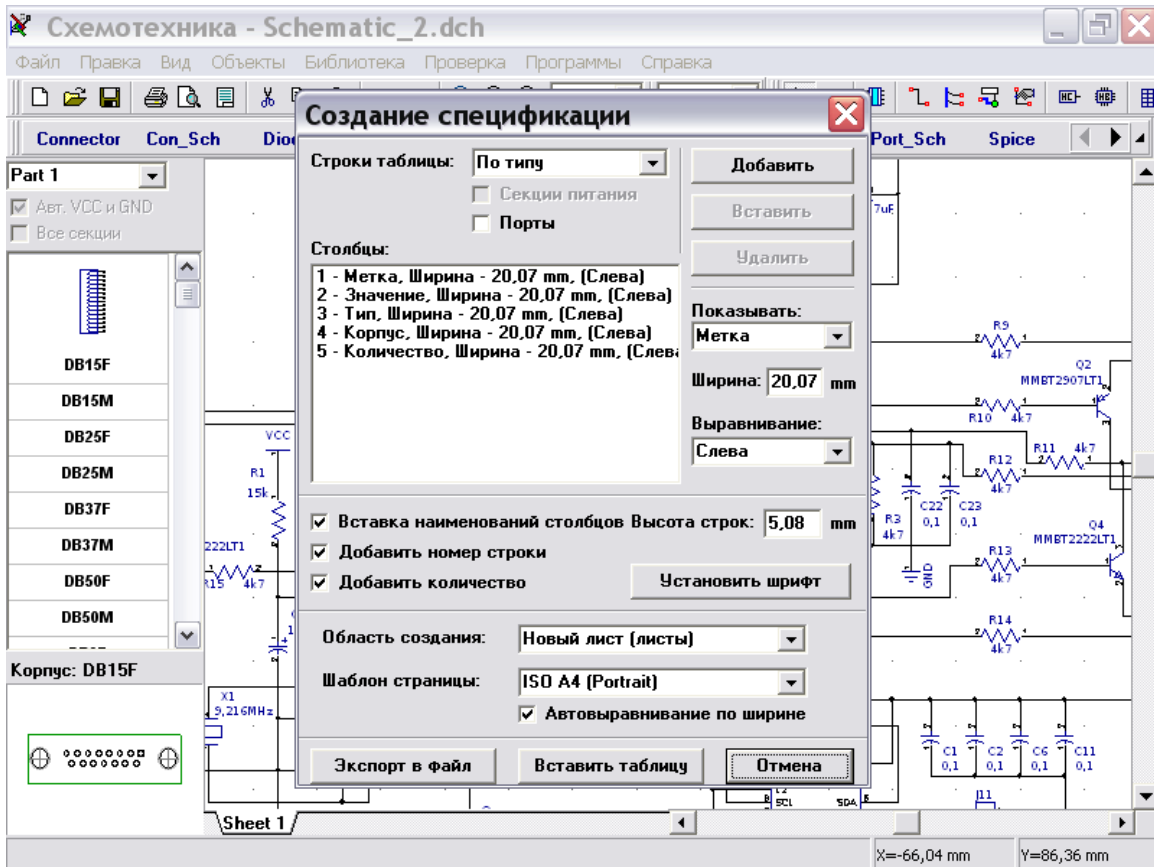 Схемотехника - Schematic_2.dch
Файл Правка Вид Объекты Библиотека Проверка Программы Справка
Connector Con_Sch Port_Sch Spice
Part 1
Авт. VCC и GND
Все секции
DB15F
DB15M
DB25F
DB25M
DB37F
DB37M
DB50F
DB50M
Корпус: DB15F
Создание спецификации
Строки таблицы: По типу
Секции питания
Порты
Столбцы:
1 - Метка, Ширина - 20,07 mm, (Слева)
2 - Значение, Ширина - 20,07 mm, (Слева)
3 - Тип, Ширина - 20,07 mm, (Слева)
4 - Корпус, Ширина - 20,07 mm, (Слева)
5 - Количество, Ширина - 20,07 mm, (Слева
Добавить
Вставить
Удалить
Показывать:
Метка
Ширина: 20,07 mm
Выравнивание:
Слева
Вставка наименований столбцов Высота строк: 5,08 mm
Добавить номер строки
Добавить количество
Установить шрифт
Область создания: Новый лист (листы)
Шаблон страницы: ISO A4 (Portrait)
Автовыравнивание по ширине
Экспорт в файл Вставить таблицу Отмена
VCC
R1
15k
222LT1
R15 4k7
X1
9,216MHz
7uF
R9
4k7
Q2
MMBT2907LT1
R10 4k7
R11 4k7
R12
4k7
C22 C23
0,1 0,1
R3
4k7
GND
Q4
MMBT2222LT1
R13
4k7
R14
4k7
C1 C2 C6 C11
0,1 0,1 0,1 0,1
SCL SDA
J11
Sheet 1
X=-66,04 mm Y=86,36 mm